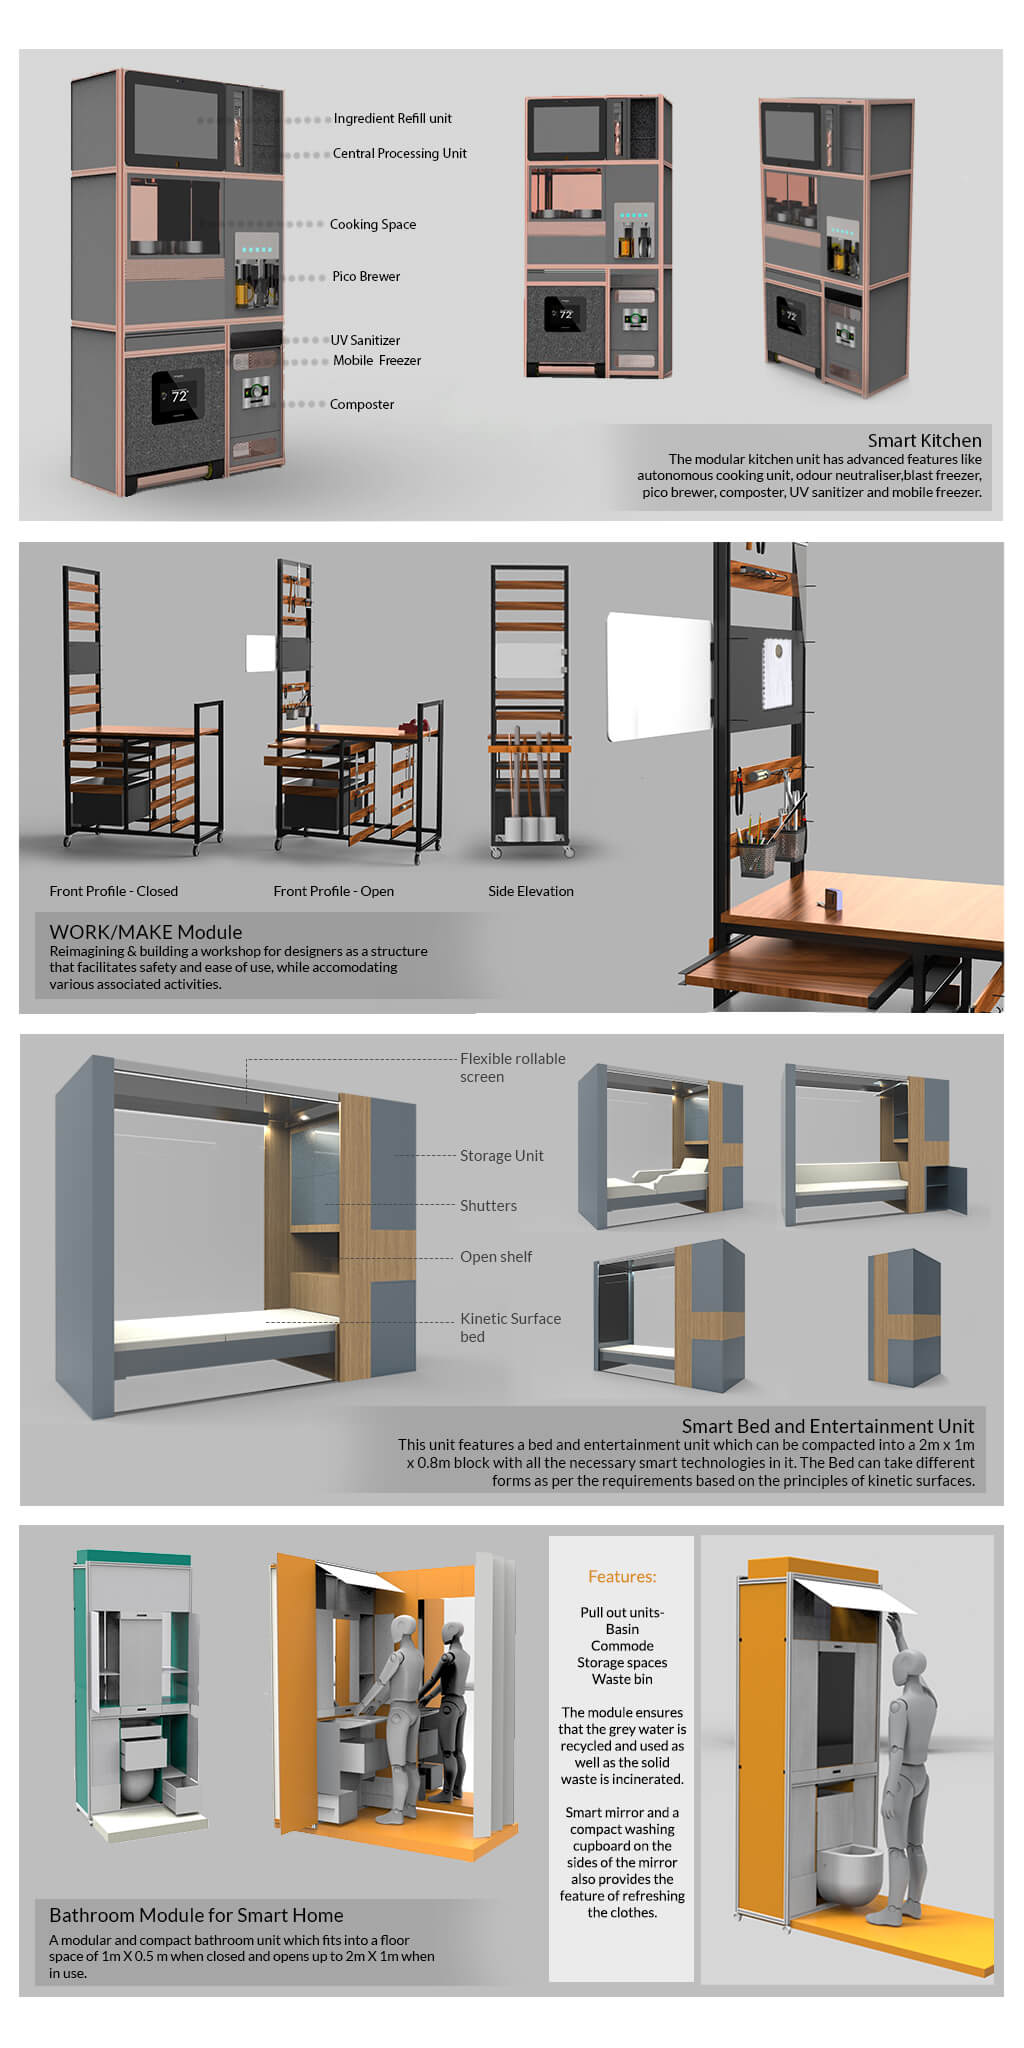 Ingredient Refill unit
Central Processing Unit
Cooking Space
Pico Brewer
UV Sanitizer
Mobile Freezer
Composter
72
72
72
Smart Kitchen
The modular kitchen unit has advanced features like
autonomous cooking unit, odour neutraliser,blast freezer,
pico brewer, composter, UV sanitizer and mobile freezer.
Front Profile - Closed
Front Profile - Open
Side Elevation
WORK/MAKE Module
Reimagining & building a workshop for designers as a structure
that facilitates safety and ease of use, while accomodating
various associated activities.
Flexible rollable
screen
Storage Unit
Shutters
Open shelf
Kinetic Surface
bed
Smart Bed and Entertainment Unit
This unit features a bed and entertainment unit which can be compacted into a 2m x 1m
x 0.8m block with all the necessary smart technologies in it. The Bed can take different
forms as per the requirements based on the principles of kinetic surfaces.
Features:
Pull out units-
Basin
Commode
Storage spaces
Waste bin
The module ensures
that the grey water is
recycled and used as
well as the solid
waste is incinerated.
Smart mirror and a
compact washing
cupboard on the
sides of the mirror
also provides the
feature of refreshing
the clothes.
Bathroom Module for Smart Home
A modular and compact bathroom unit which fits into a floor
space of 1m X 0.5 m when closed and opens up to 2m X 1m when
in use.